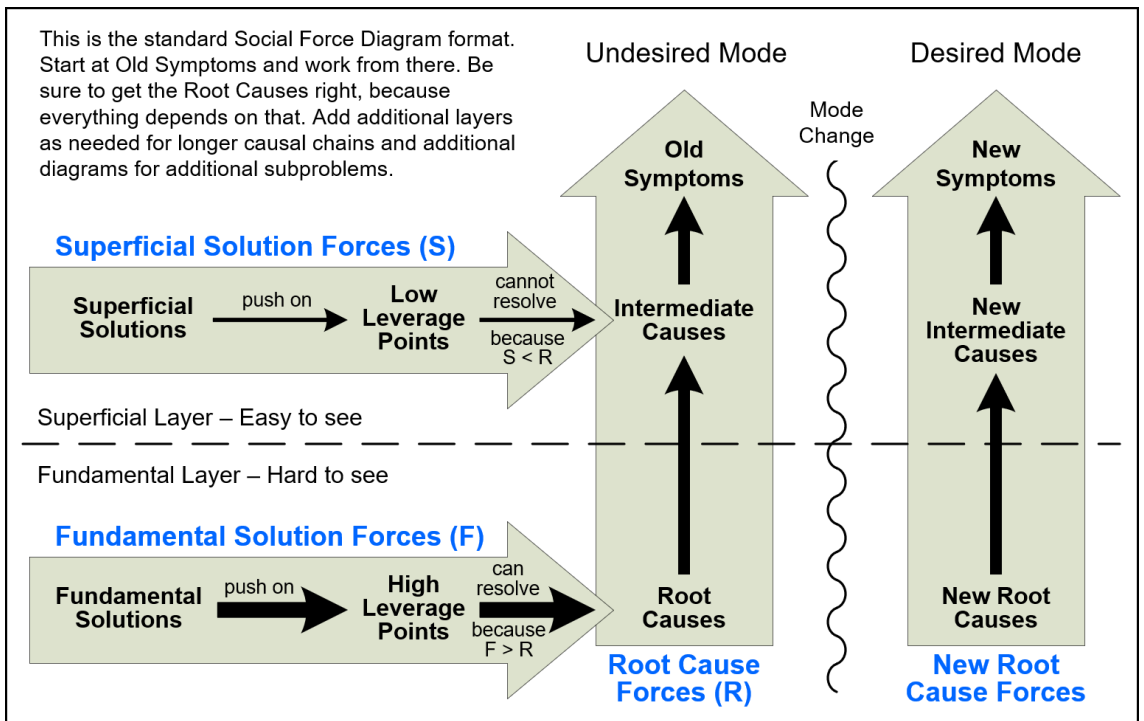 This is the standard Social Force Diagram format.
Start at Old Symptoms and work from there. Be
sure to get the Root Causes right, because
everything depends on that. Add additional layers
as needed for longer causal chains and additional
diagrams for additional subproblems.
Undesired Mode
Desired Mode
Mode
Change
Old
Symptoms
New
Symptoms
Superficial Solution Forces (S)
Superficial
Solutions
push on
Low
Leverage
Points
cannot
resolve
because
S < R
Intermediate
Causes
New
Intermediate
Causes
Superficial Layer – Easy to see
Fundamental Layer – Hard to see
Fundamental Solution Forces (F)
Fundamental
Solutions
push on
High
Leverage
Points
can
resolve
because
F > R
Root
Causes
New Root
Causes
Root Cause
Forces (R)
New Root
Cause Forces